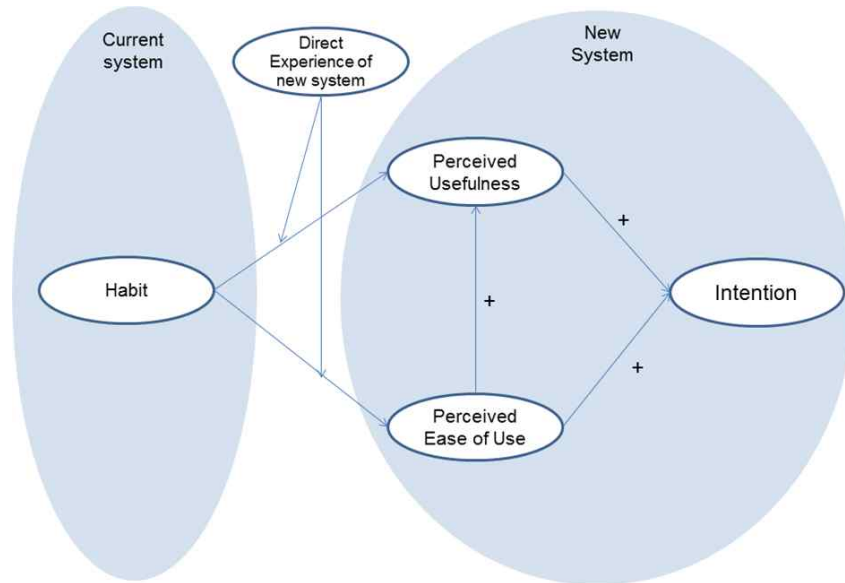 Current
system
Direct
Experience of
new system
New
System
Perceived
Usefulness
+
Habit
+
Intention
+
Perceived
Ease of Use